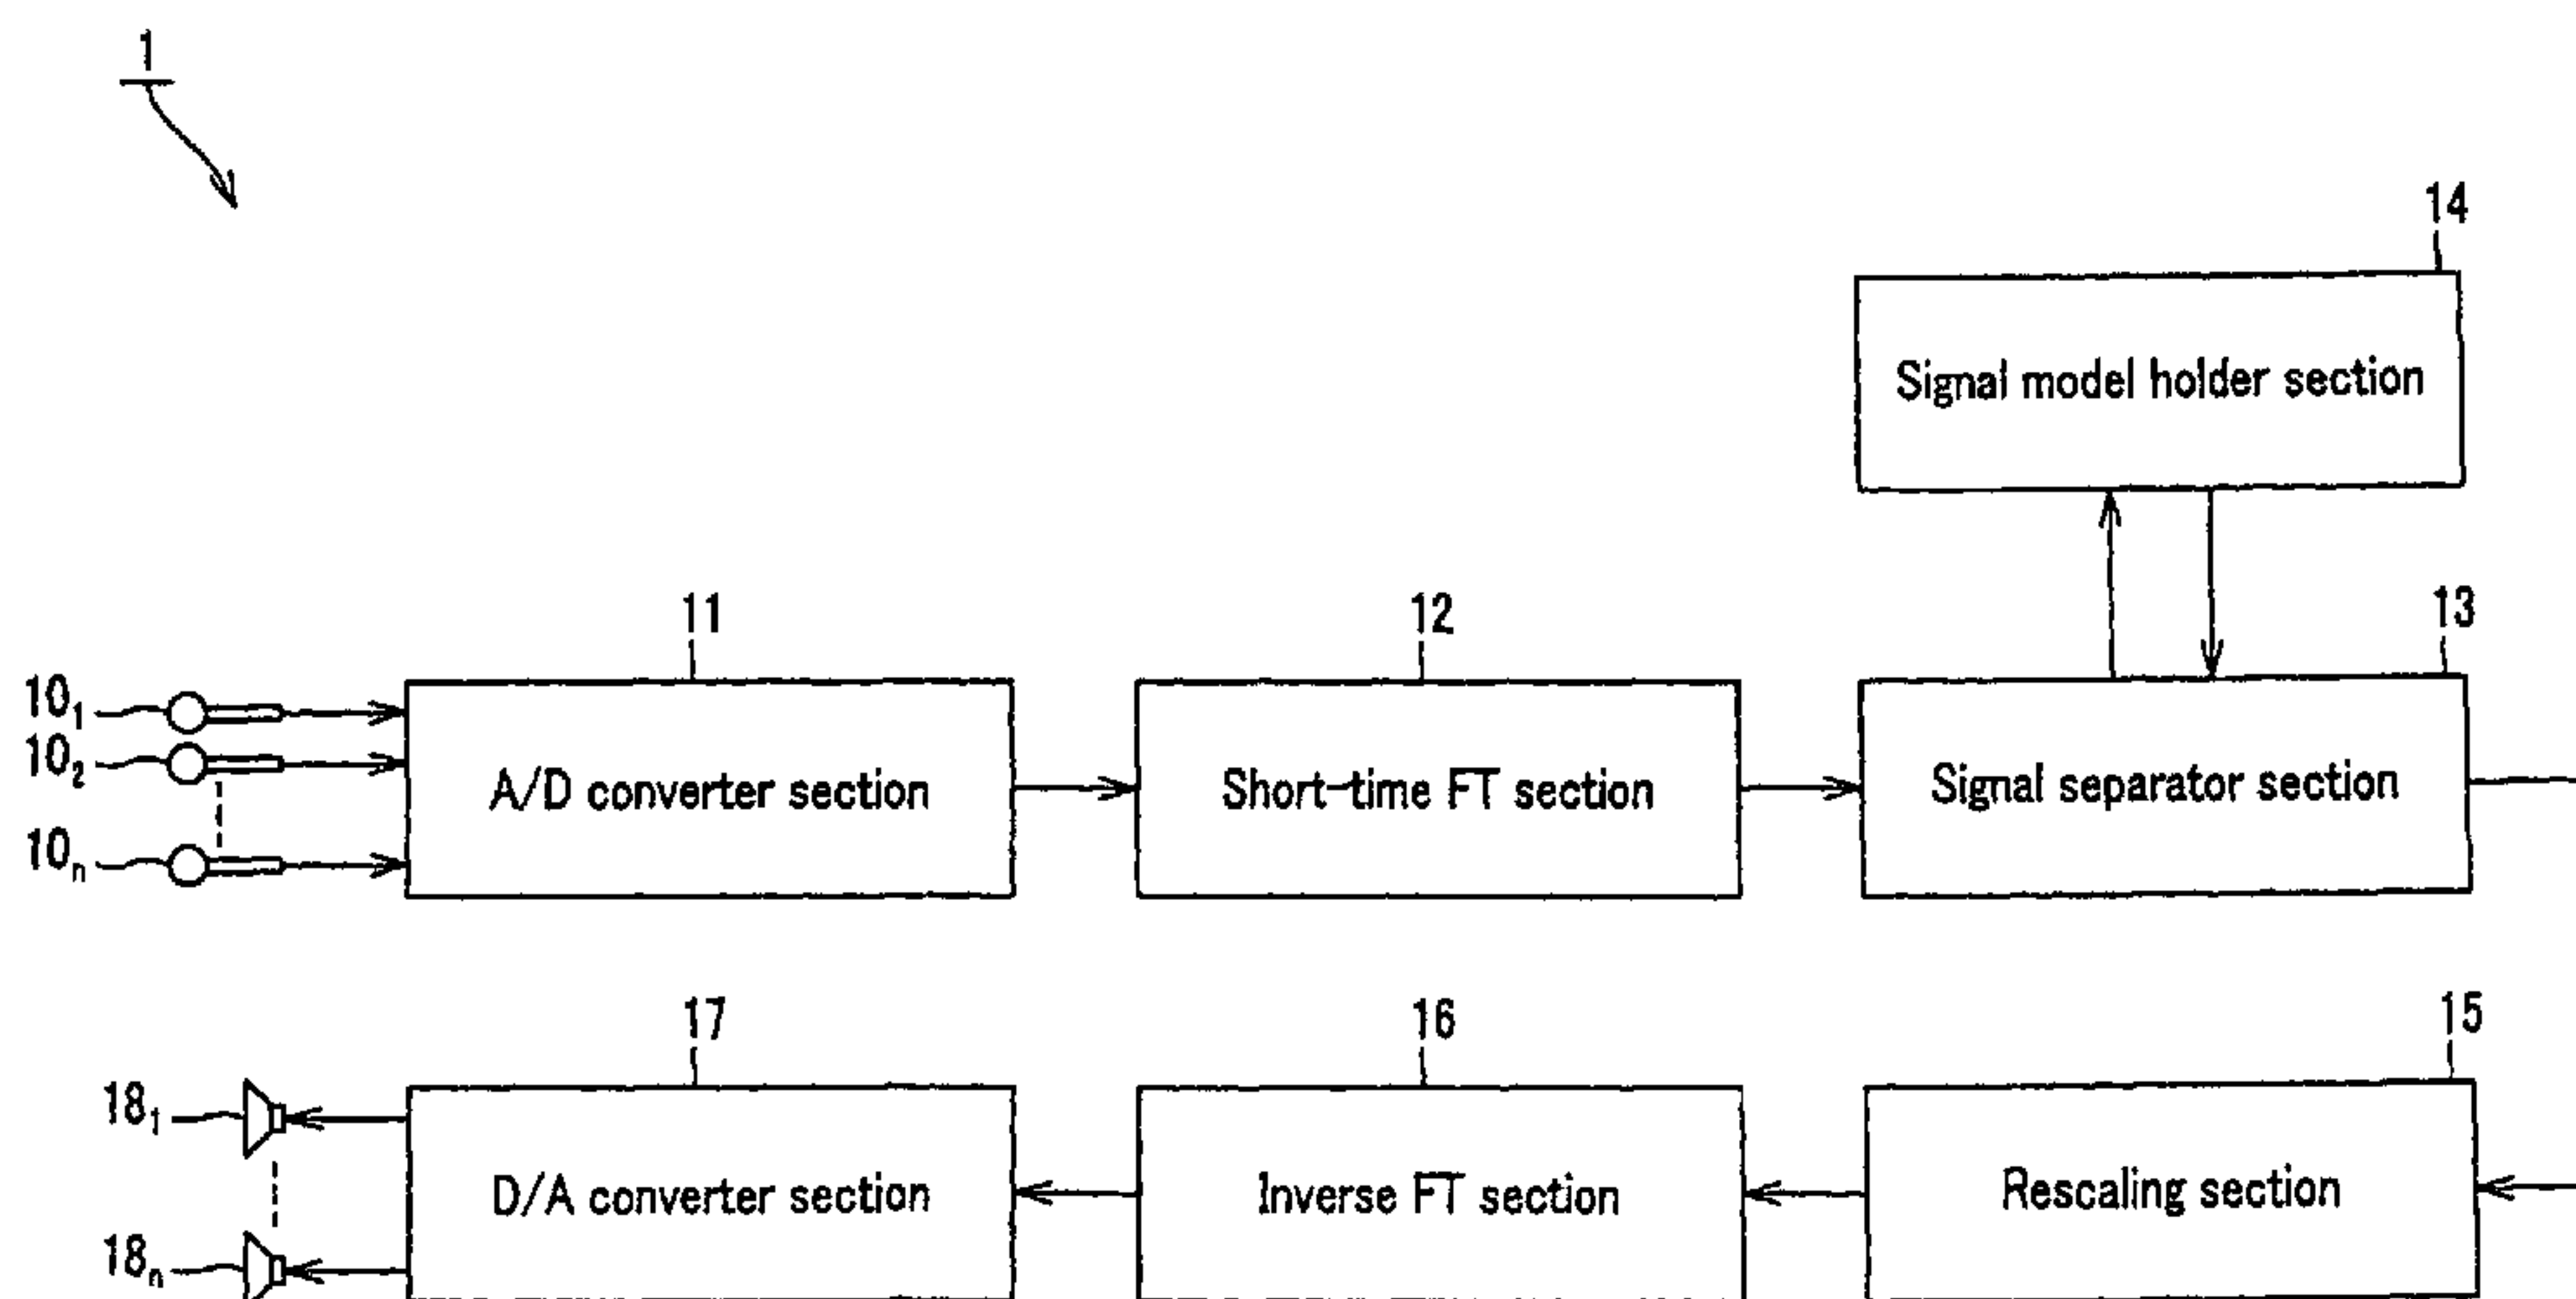 1
14
Signal model holder section
11
12
13
10₁
10₂
10ₙ
A/D converter section
Short-time FT section
Signal separator section
17
16
15
18₁
18ₙ
D/A converter section
Inverse FT section
Rescaling section